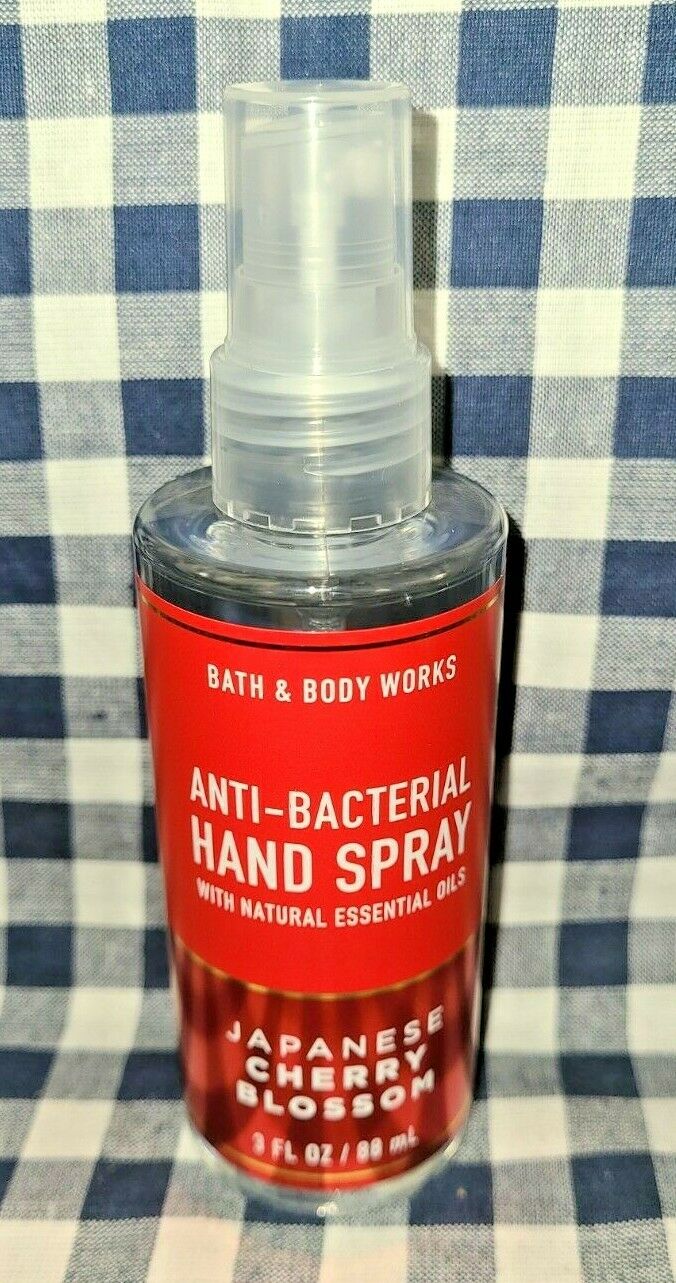 BATH & BODY WORKS
ANTI-BACTERIAL
HAND SPRAY
WITH NATURAL ESSENTIAL OILS
JAPANESE
CHERRY
BLOSSOM
3 FL OZ / 88 mL